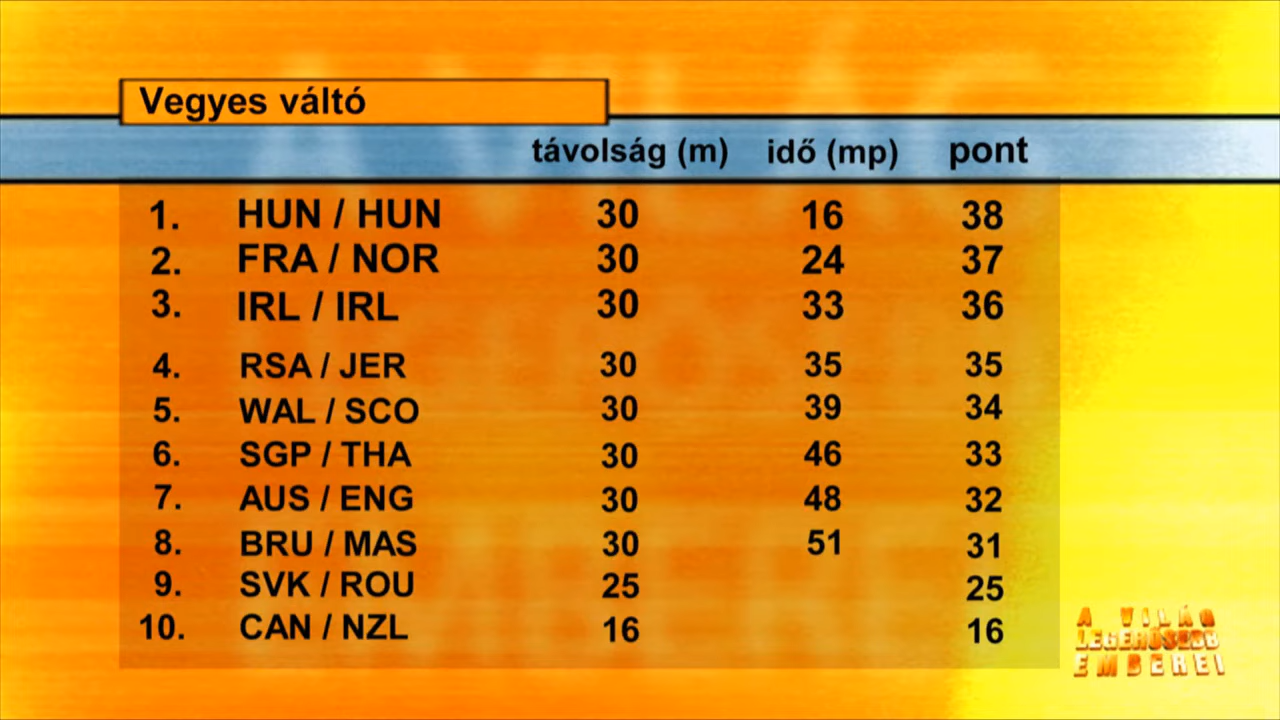 Vegyes váltó
távolság (m) idő (mp) pont
1. HUN / HUN 30 16 38
2. FRA / NOR 30 24 37
3. IRL / IRL 30 33 36
4. RSA / JER 30 35 35
5. WAL / SCO 30 39 34
6. SGP / THA 30 46 33
7. AUS / ENG 30 48 32
8. BRU / MAS 30 51 31
9. SVK / ROU 25 25
10. CAN / NZL 16 16
A VILÁG
LEGERŐSEBB
EMBEREI